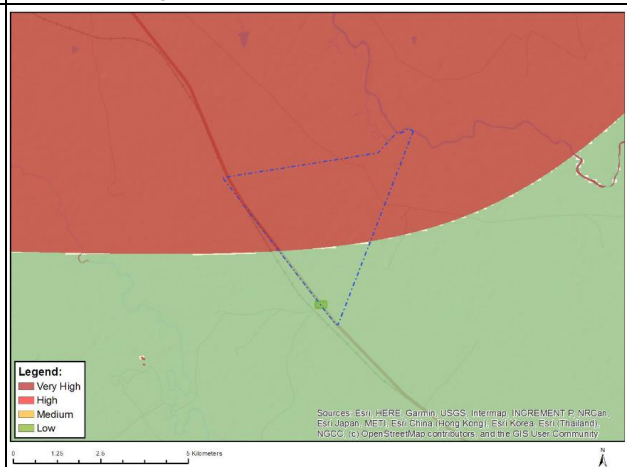 Legend:
Very High
High
Medium
Low
Sources: Esri, HERE, Garmin, USGS, Intermap, INCREMENT P, NRCan,
Esri Japan, METI, Esri China (Hong Kong), Esri Korea, Esri (Thailand),
NGCC, (c) OpenStreetMap contributors, and the GIS User Community
0 1.25 2.5 5 Kilometers
N